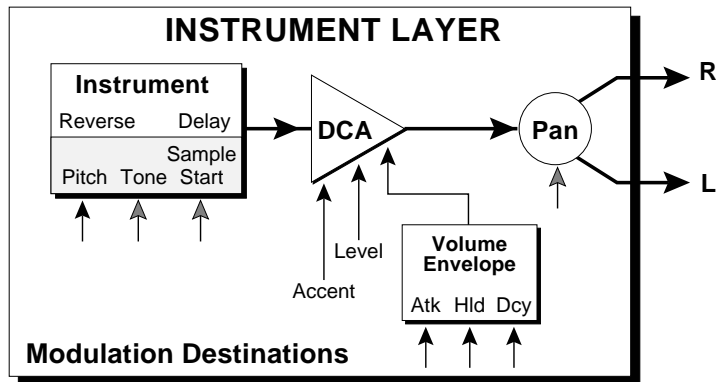 INSTRUMENT LAYER
Instrument
Reverse Delay
Sample
Pitch Tone Start
DCA
Pan
R
L
Level
Accent
Volume
Envelope
Atk Hld Dcy
Modulation Destinations